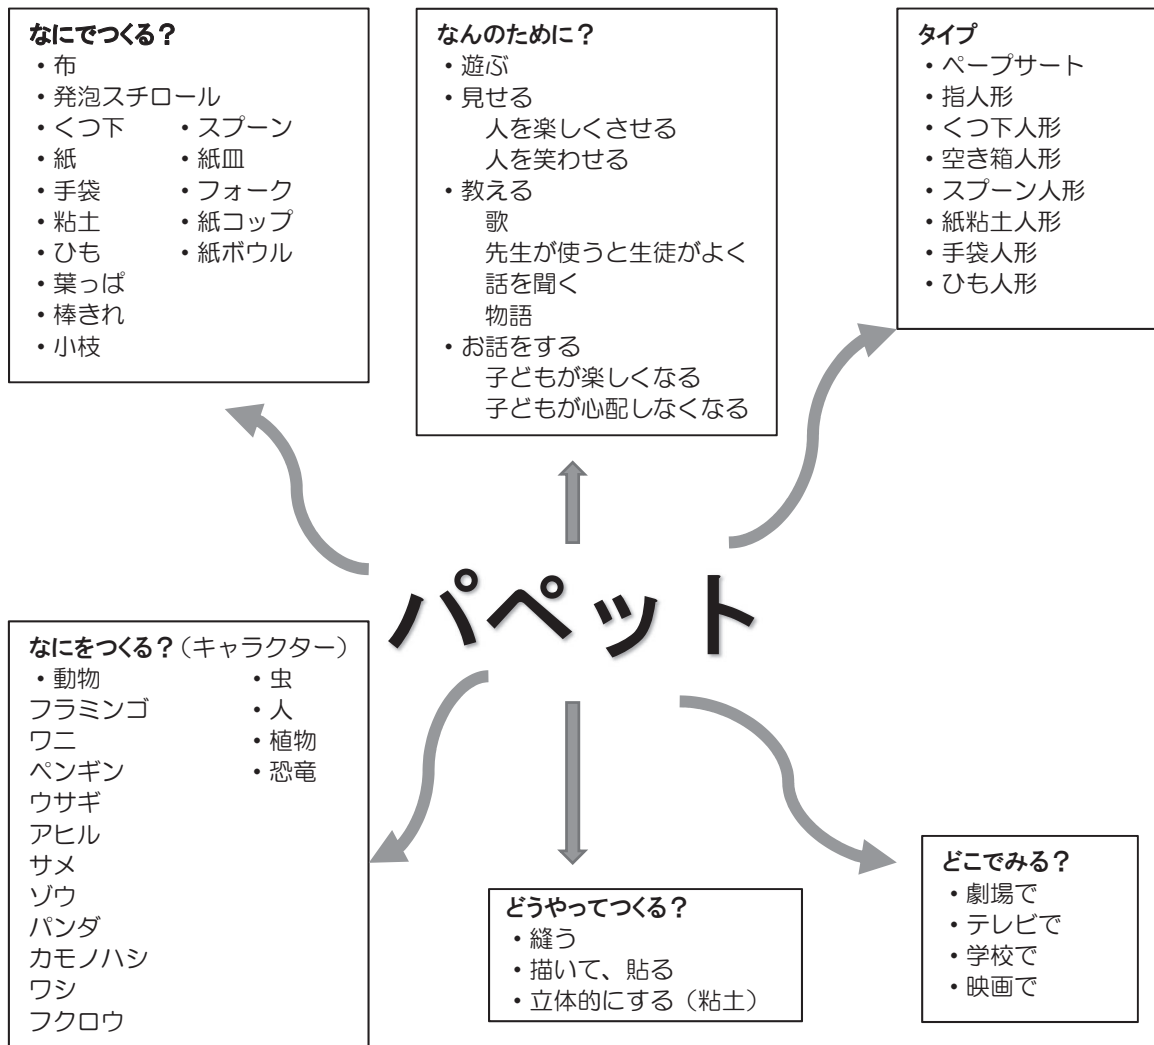 なにでつくる？
・布
・発泡スチロール
・くつ下　・スプーン
・紙　・紙皿
・手袋　・フォーク
・粘土　・紙コップ
・ひも　・紙ボウル
・葉っぱ
・棒きれ
・小枝
なんのために？
・遊ぶ
・見せる
人を楽しくさせる
人を笑わせる
・教える
歌
先生が使うと生徒がよく
話を聞く
物語
・お話をする
子どもが楽しくなる
子どもが心配しなくなる
タイプ
・ペープサート
・指人形
・くつ下人形
・空き箱人形
・スプーン人形
・紙粘土人形
・手袋人形
・ひも人形
パペット
なにをつくる？（キャラクター）
・動物　・虫
フラミンゴ　・人
ワニ　・植物
ペンギン　・恐竜
ウサギ
アヒル
サメ
ゾウ
パンダ
カモノハシ
ワシ
フクロウ
どうやってつくる？
・縫う
・描いて、貼る
・立体的にする（粘土）
どこでみる？
・劇場で
・テレビで
・学校で
・映画で